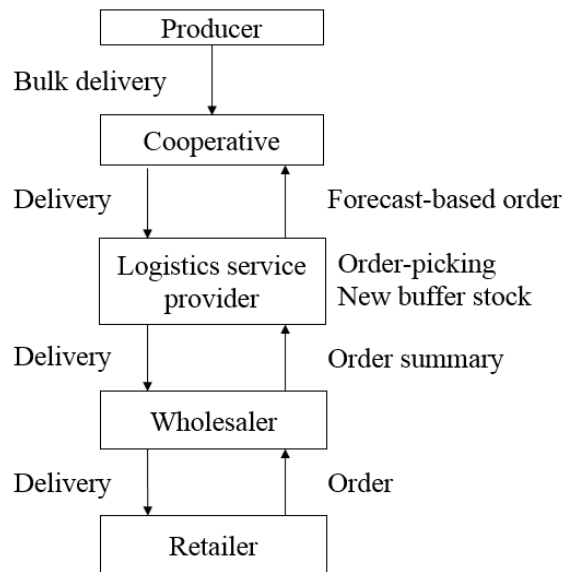 Producer
Bulk delivery
Cooperative
Delivery
Forecast-based order
Logistics service
provider
Order-picking
New buffer stock
Delivery
Order summary
Wholesaler
Delivery
Order
Retailer